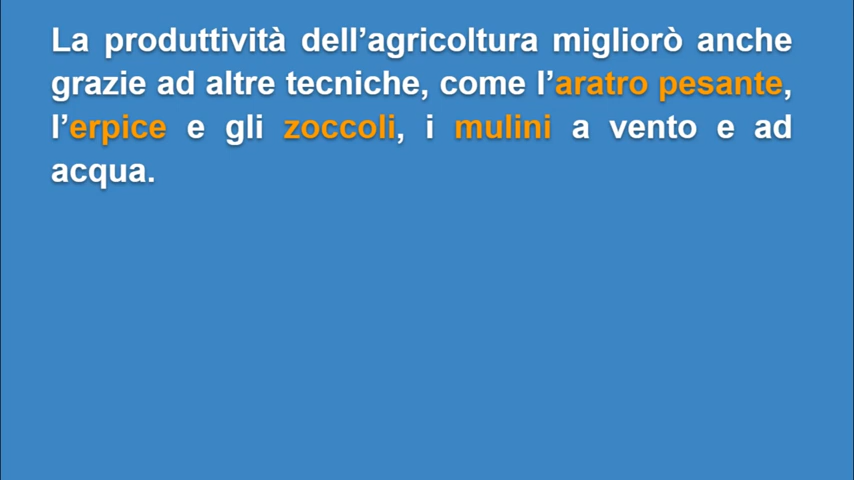 La produttività dell’agricoltura migliorò anche
grazie ad altre tecniche, come l’aratro pesante,
l’erpice e gli zoccoli, i mulini a vento e ad
acqua.